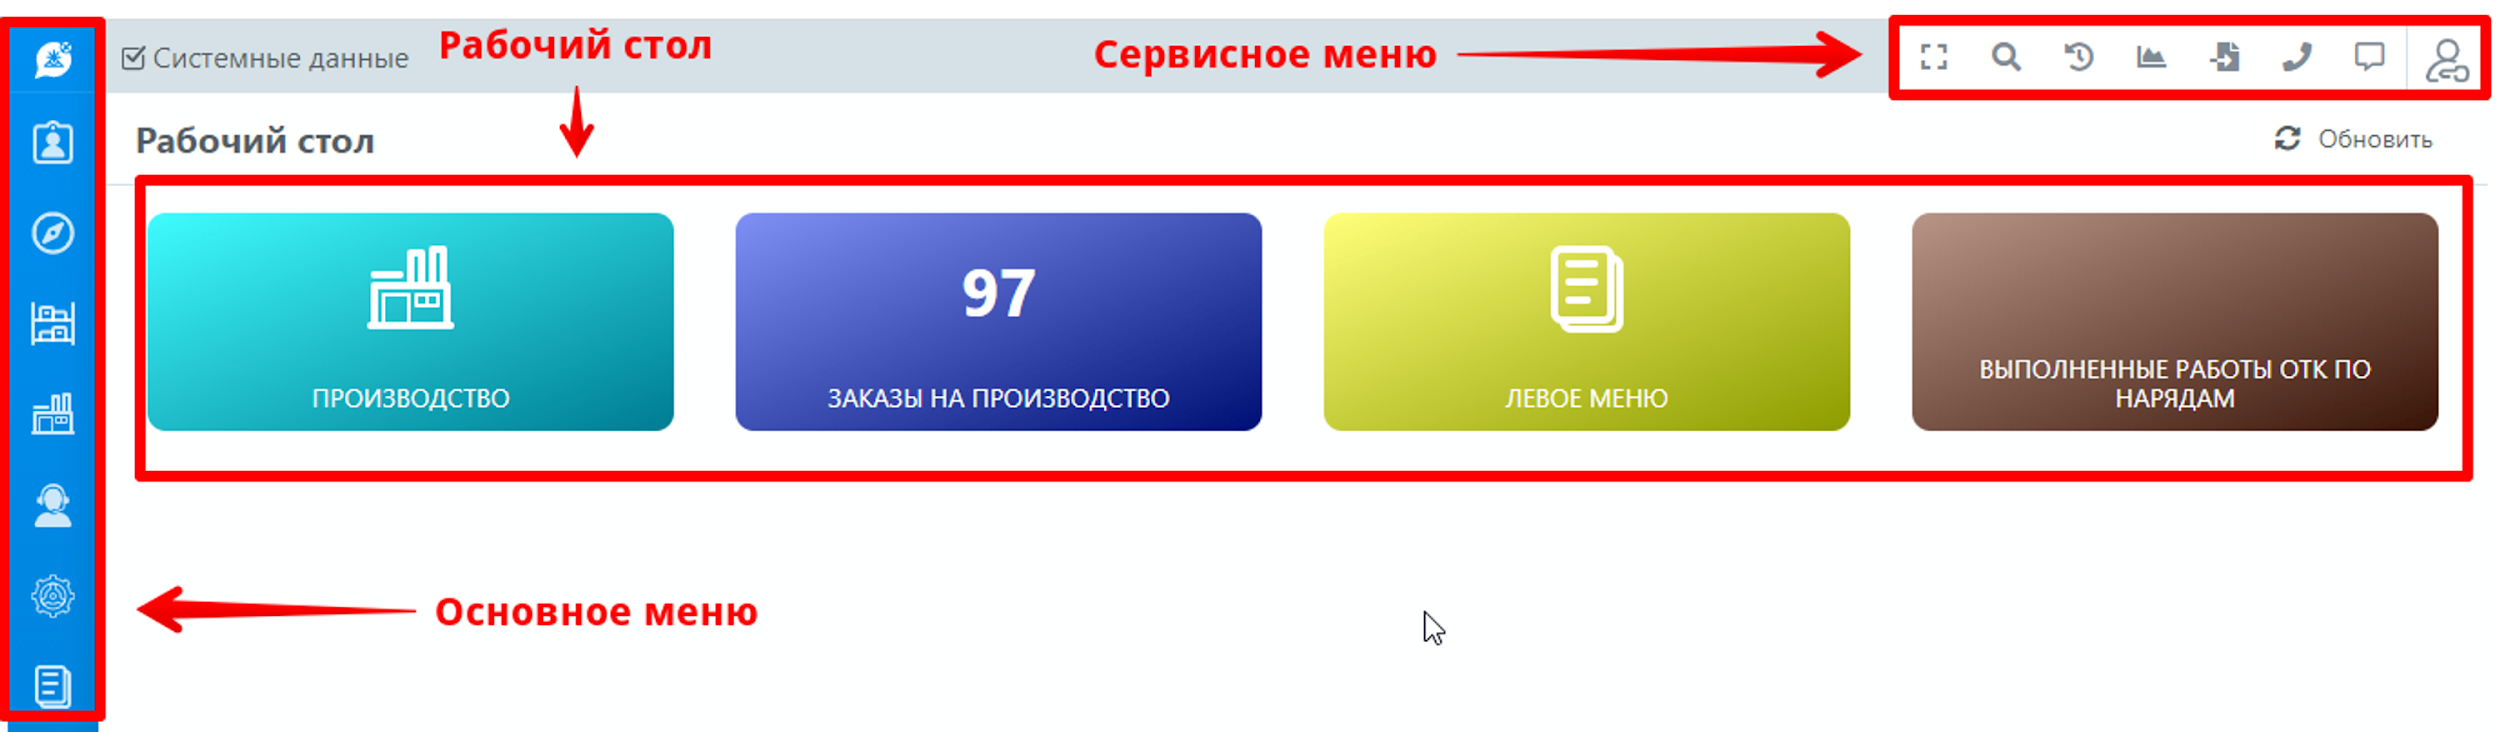 Системные данные
Рабочий стол
Сервисное меню
Рабочий стол
Обновить
ПРОИЗВОДСТВО
97
ЗАКАЗЫ НА ПРОИЗВОДСТВО
ЛЕВОЕ МЕНЮ
ВЫПОЛНЕННЫЕ РАБОТЫ ОТК ПО
НАРЯДАМ
Основное меню